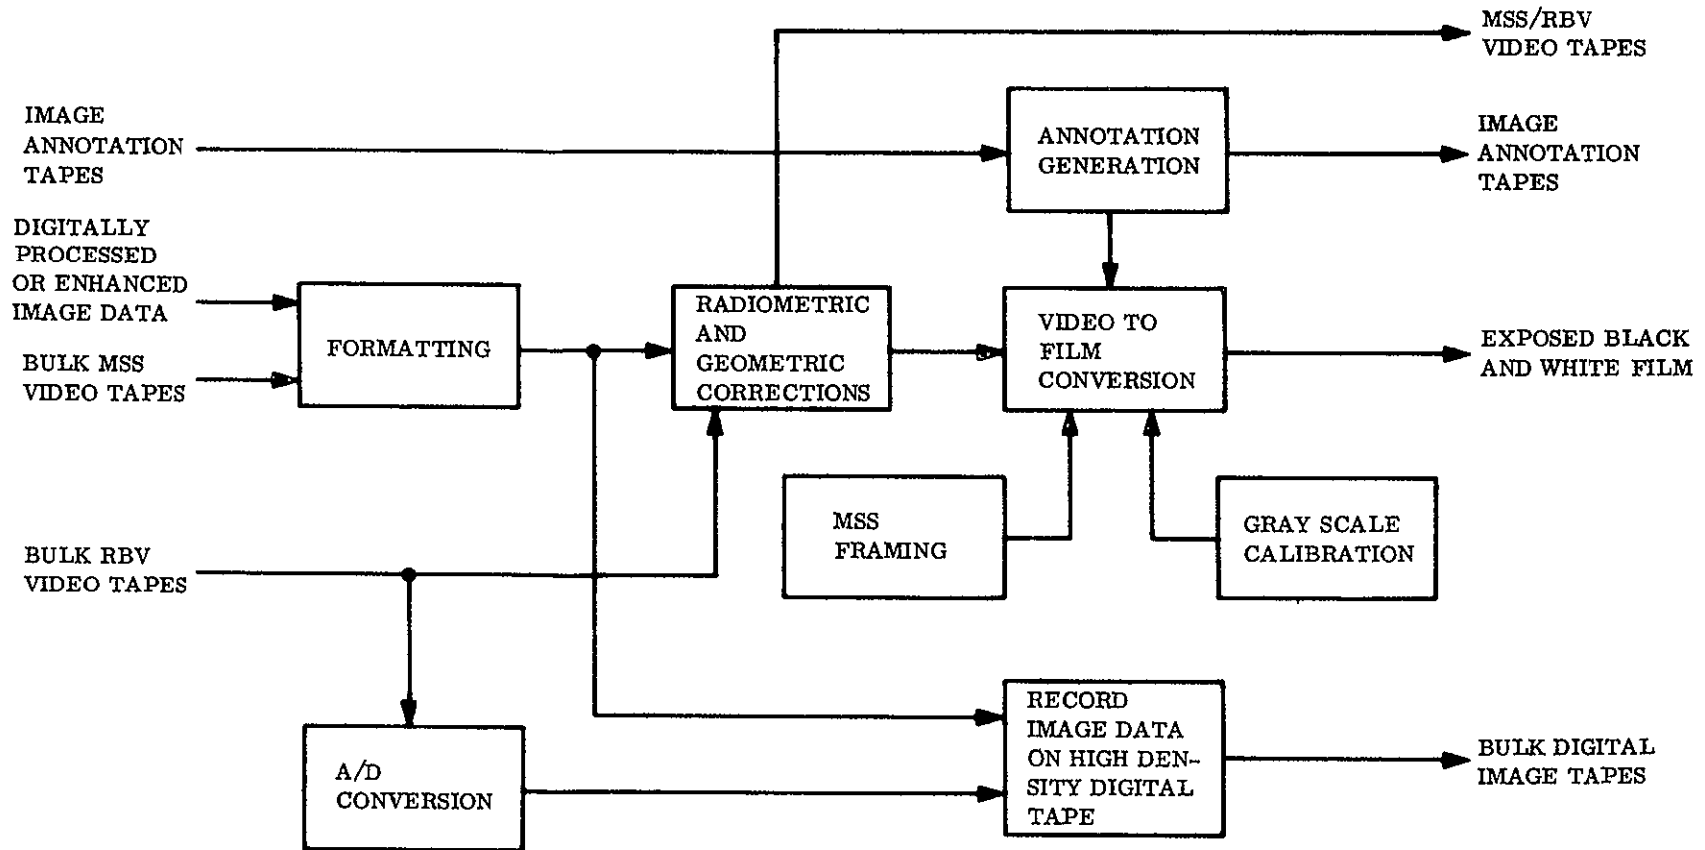 MSS/RBV
VIDEO TAPES
IMAGE
ANNOTATION
TAPES
ANNOTATION
GENERATION
IMAGE
ANNOTATION
TAPES
DIGITALLY
PROCESSED
OR ENHANCED
IMAGE DATA
BULK MSS
VIDEO TAPES
FORMATTING
RADIOMETRIC
AND
GEOMETRIC
CORRECTIONS
VIDEO TO
FILM
CONVERSION
EXPOSED BLACK
AND WHITE FILM
MSS
FRAMING
GRAY SCALE
CALIBRATION
BULK RBV
VIDEO TAPES
A/D
CONVERSION
RECORD
IMAGE DATA
ON HIGH DEN-
SITY DIGITAL
TAPE
BULK DIGITAL
IMAGE TAPES